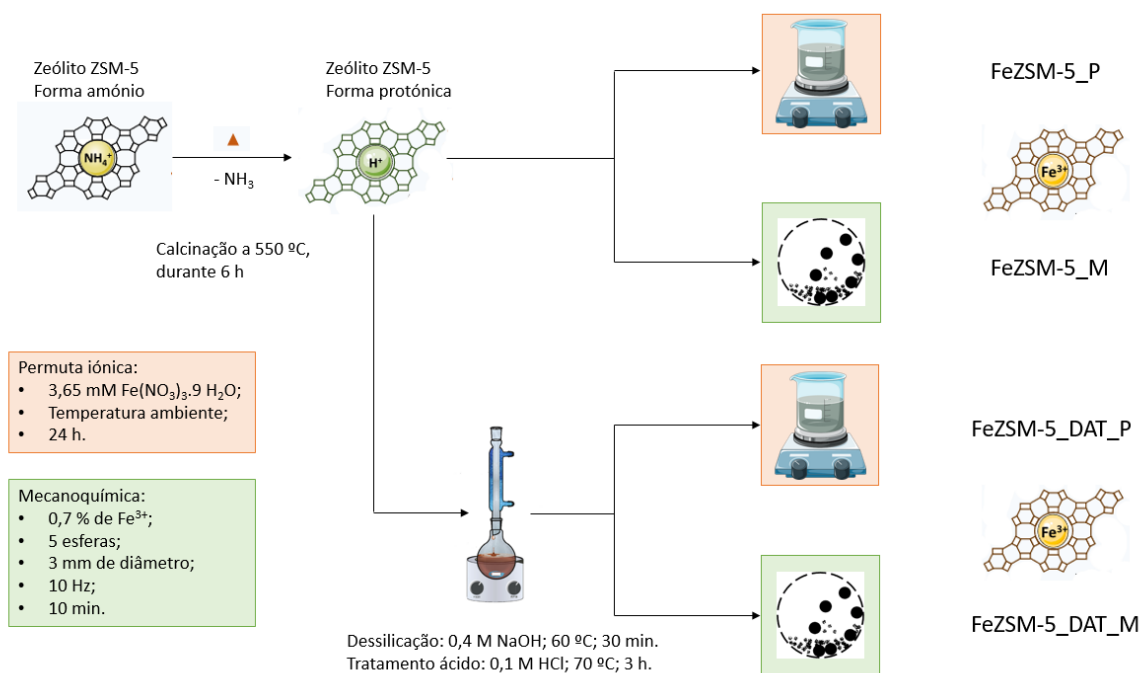 Zeólito ZSM-5
Forma amónio
NH₄⁺
- NH₃
Calcinação a 550 ºC,
durante 6 h
Zeólito ZSM-5
Forma protónica
H⁺
FeZSM-5_P
Fe³⁺
FeZSM-5_M
Permuta iónica:
• 3,65 mM Fe(NO₃)₃.9 H₂O;
• Temperatura ambiente;
• 24 h.
Mecanoquímica:
• 0,7 % de Fe³⁺;
• 5 esferas;
• 3 mm de diâmetro;
• 10 Hz;
• 10 min.
Dessilicação: 0,4 M NaOH; 60 ºC; 30 min.
Tratamento ácido: 0,1 M HCl; 70 ºC; 3 h.
FeZSM-5_DAT_P
Fe³⁺
FeZSM-5_DAT_M